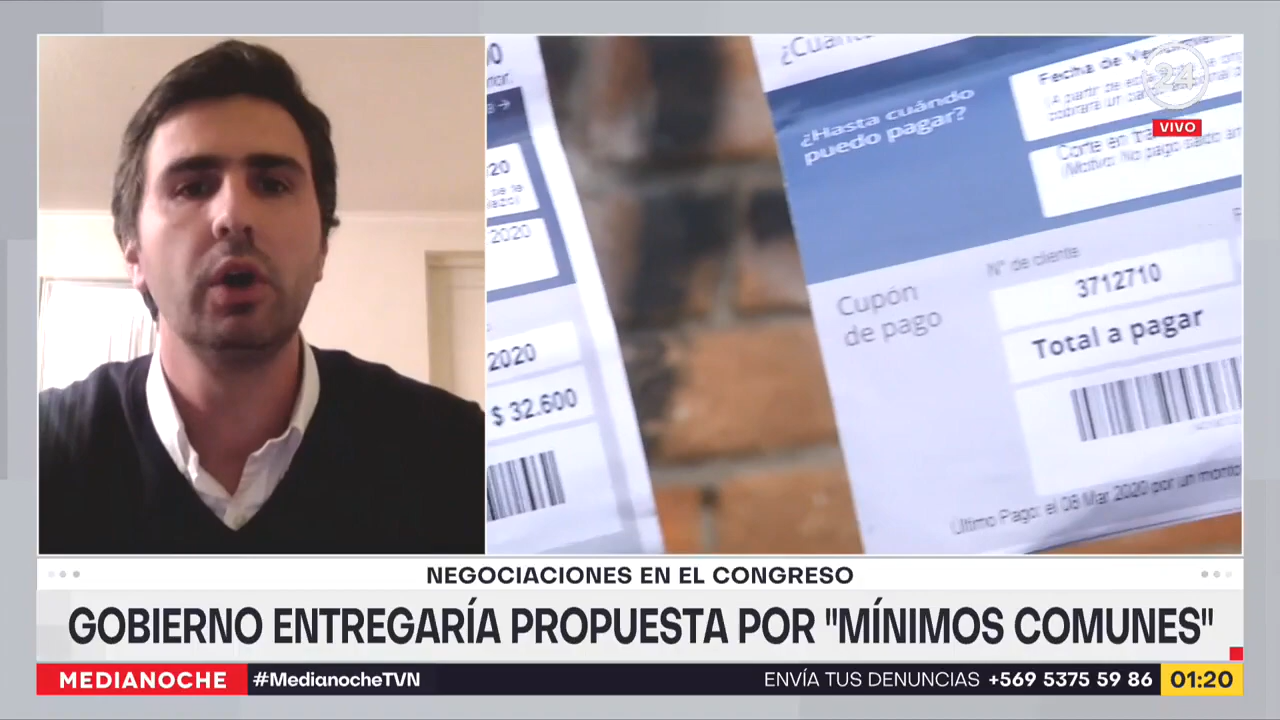 ¿Hasta cuándo
puedo pagar?
Fecha de
Corte en
24
VIVO
2020
2020
$ 32.600
N° de cliente
3712710
Cupón
de pago
Total a pagar
Último Pago: el 08 Mar 2020 por un monto
NEGOCIACIONES EN EL CONGRESO
GOBIERNO ENTREGARÍA PROPUESTA POR "MÍNIMOS COMUNES"
MEDIANOCHE #MedianocheTVN ENVÍA TUS DENUNCIAS +569 5375 59 86 01:20